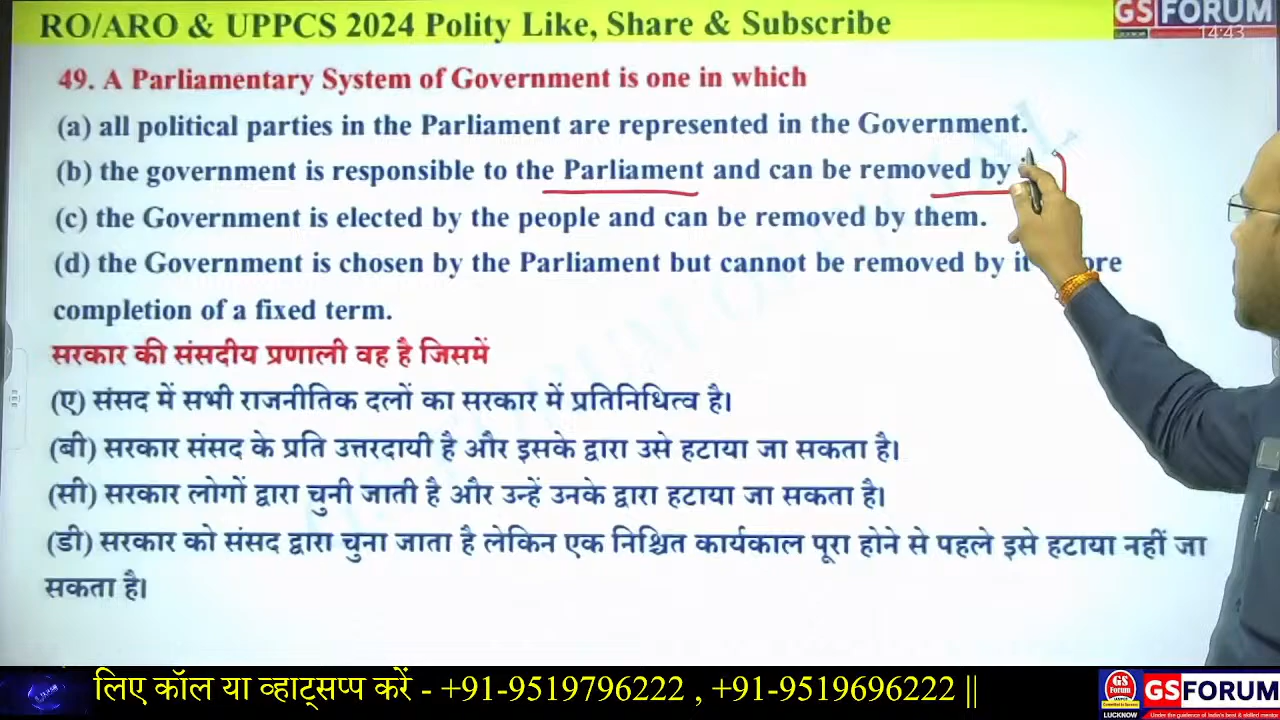 RO/ARO & UPPCS 2024 Polity Like, Share & Subscribe
GS FORUM
14:43
49. A Parliamentary System of Government is one in which
(a) all political parties in the Parliament are represented in the Government.
(b) the government is responsible to the Parliament and can be removed by
(c) the Government is elected by the people and can be removed by them.
(d) the Government is chosen by the Parliament but cannot be removed by it
completion of a fixed term.
सरकार की संसदीय प्रणाली वह है जिसमें
(ए) संसद में सभी राजनीतिक दलों का सरकार में प्रतिनिधित्व है।
(बी) सरकार संसद के प्रति उत्तरदायी है और इसके द्वारा उसे हटाया जा सकता है।
(सी) सरकार लोगों द्वारा चुनी जाती है और उन्हें उनके द्वारा हटाया जा सकता है।
(डी) सरकार को संसद द्वारा चुना जाता है लेकिन एक निश्चित कार्यकाल पूरा होने से पहले इसे हटाया नहीं जा
सकता है।
लिए कॉल या व्हाट्सप्प करें - +91-9519796222 , +91-9519696222 ||
GS Forum
LUCKNOW
GSFORUM